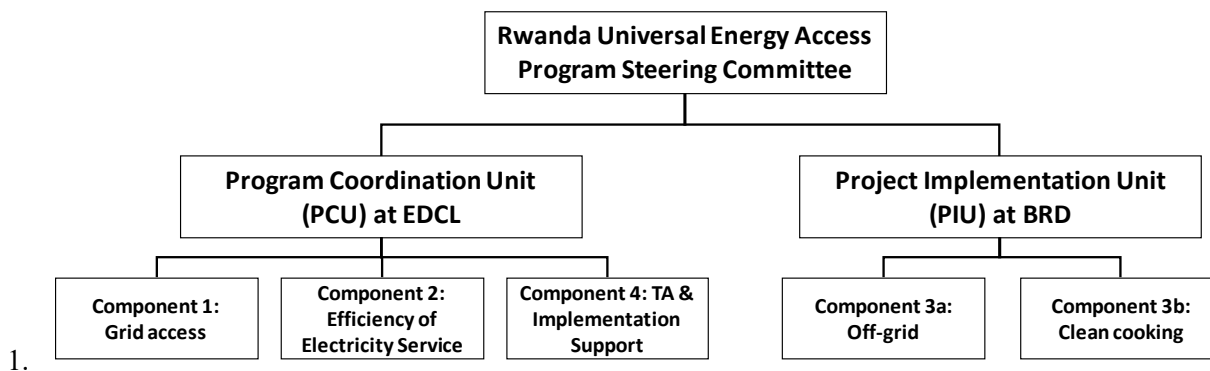 Rwanda Universal Energy Access
Program Steering Committee
Program Coordination Unit
(PCU) at EDCL
Project Implementation Unit
(PIU) at BRD
Component 1:
Grid access
Component 2:
Efficiency of
Electricity Service
Component 4: TA &
Implementation
Support
Component 3a:
Off-grid
Component 3b:
Clean cooking
1.